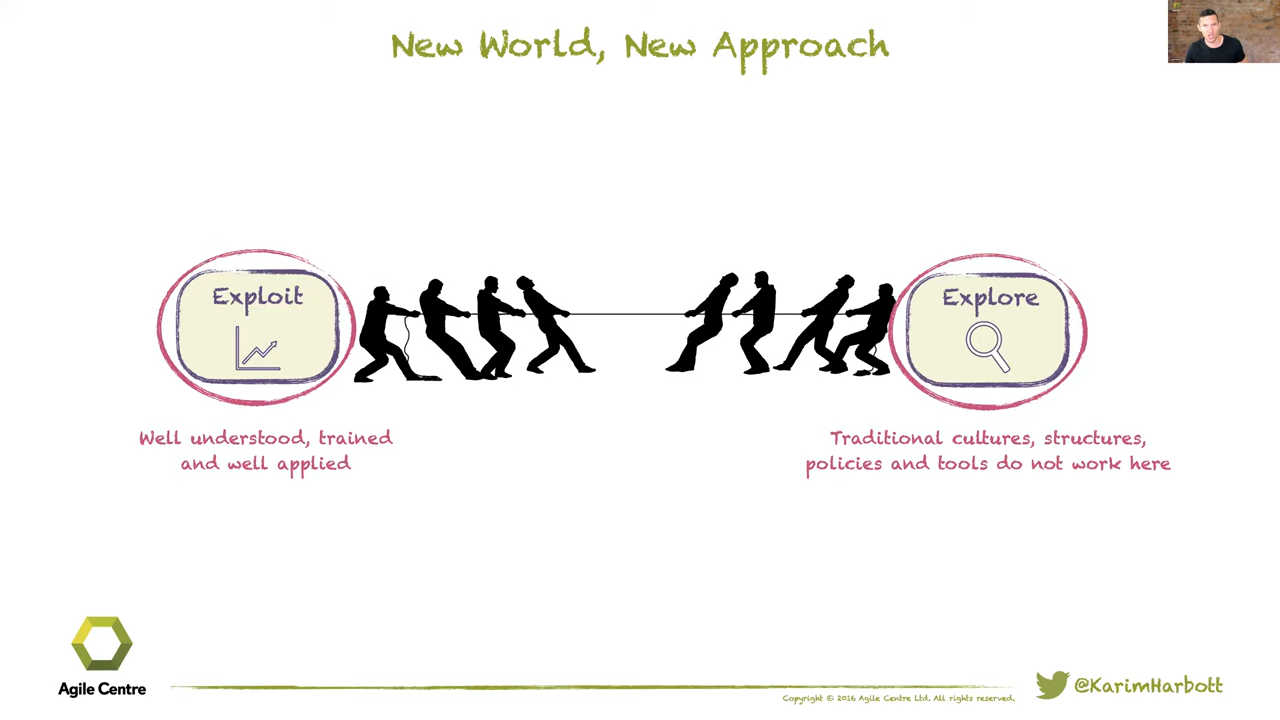 New World, New Approach
Exploit
Explore
Well understood, trained
and well applied
Traditional cultures, structures,
policies and tools do not work here
Agile Centre
Copyright © 2016 Agile Centre Ltd. All rights reserved.
@KarimHarbott